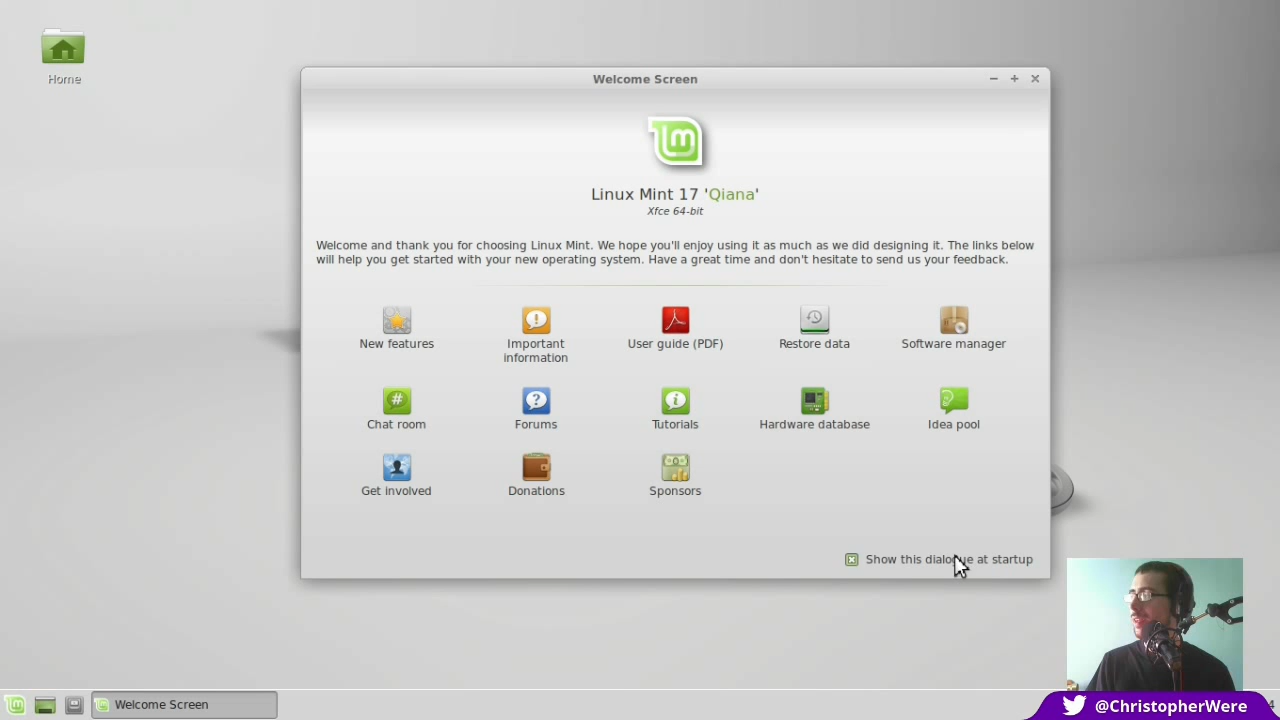 Home
Welcome Screen
Linux Mint 17 'Qiana'
Xfce 64-bit
Welcome and thank you for choosing Linux Mint. We hope you'll enjoy using it as much as we did designing it. The links below
will help you get started with your new operating system. Have a great time and don't hesitate to send us your feedback.
New features
Important
information
User guide (PDF)
Restore data
Software manager
Chat room
Forums
Tutorials
Hardware database
Idea pool
Get involved
Donations
Sponsors
Show this dialogue at startup
Welcome Screen
@ChristopherWere